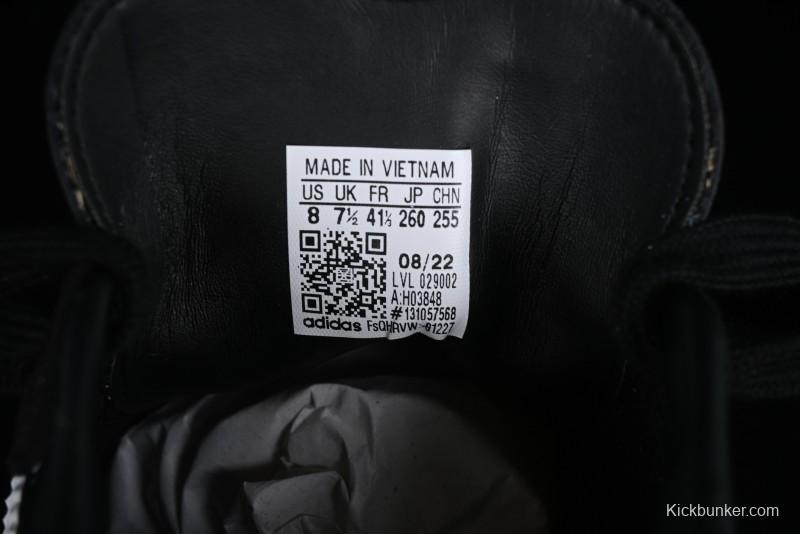 MADE IN VIETNAM
US UK FR JP CHN
8 7½ 41⅓ 260 255
08/22
LVL 029002
A:H03848
#131057568
adidas
Kickbunker.com